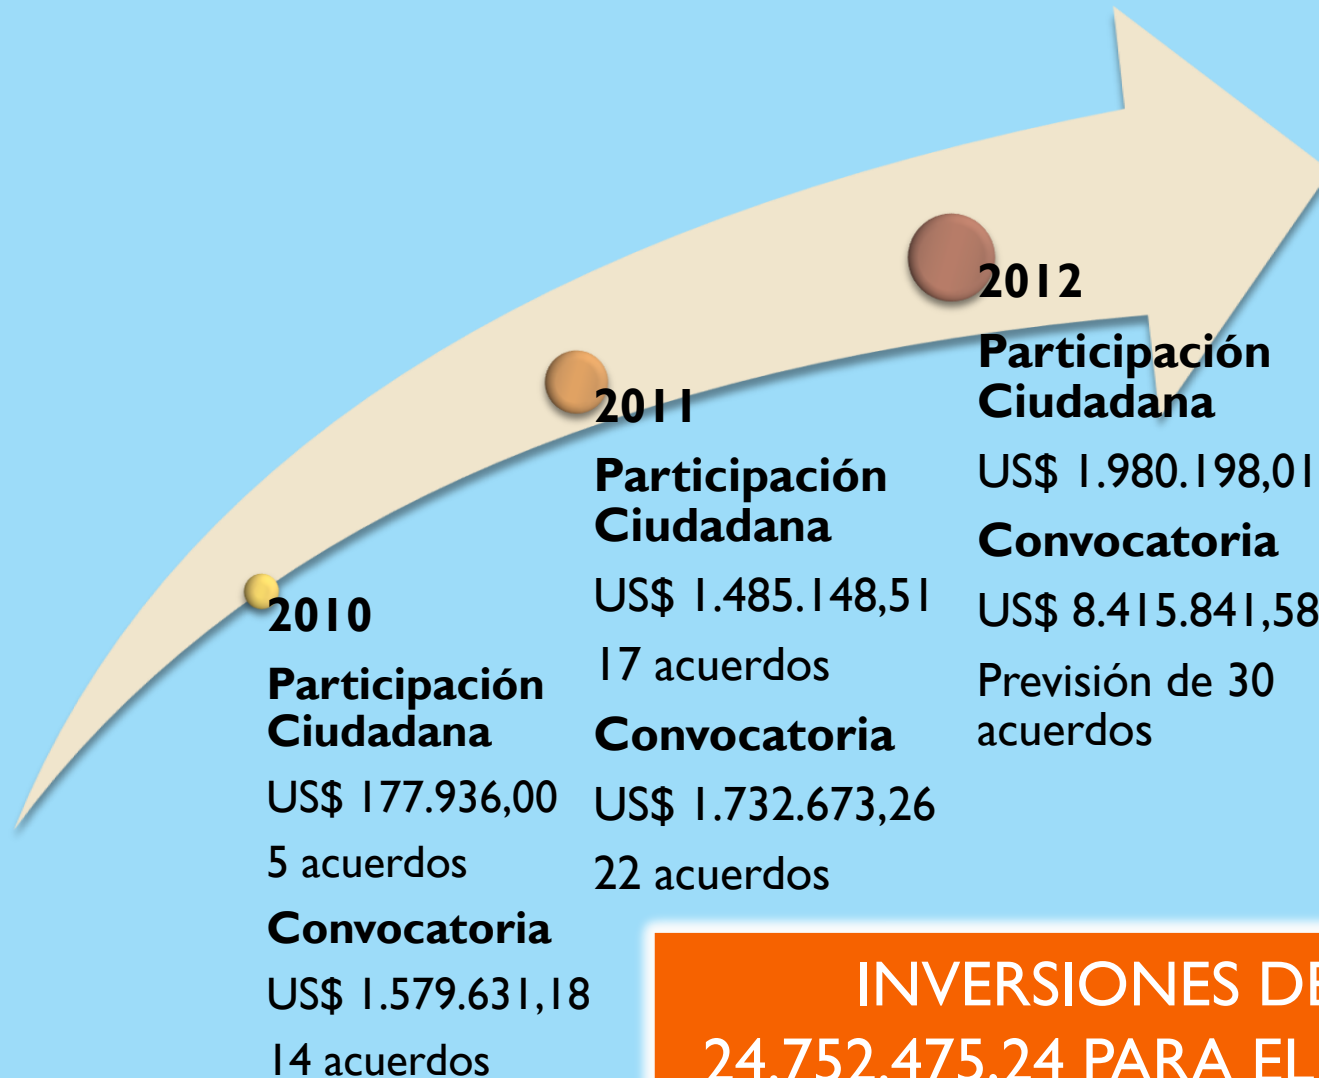 2010
Participación
Ciudadana
US$ 177.936,00
5 acuerdos
Convocatoria
US$ 1.579.631,18
14 acuerdos
2011
Participación
Ciudadana
US$ 1.485.148,51
17 acuerdos
Convocatoria
US$ 1.732.673,26
22 acuerdos
2012
Participación
Ciudadana
US$ 1.980.198,01
Convocatoria
US$ 8.415.841,58
Previsión de 30
acuerdos
INVERSIONES DE
24.752.475,24 PARA EL